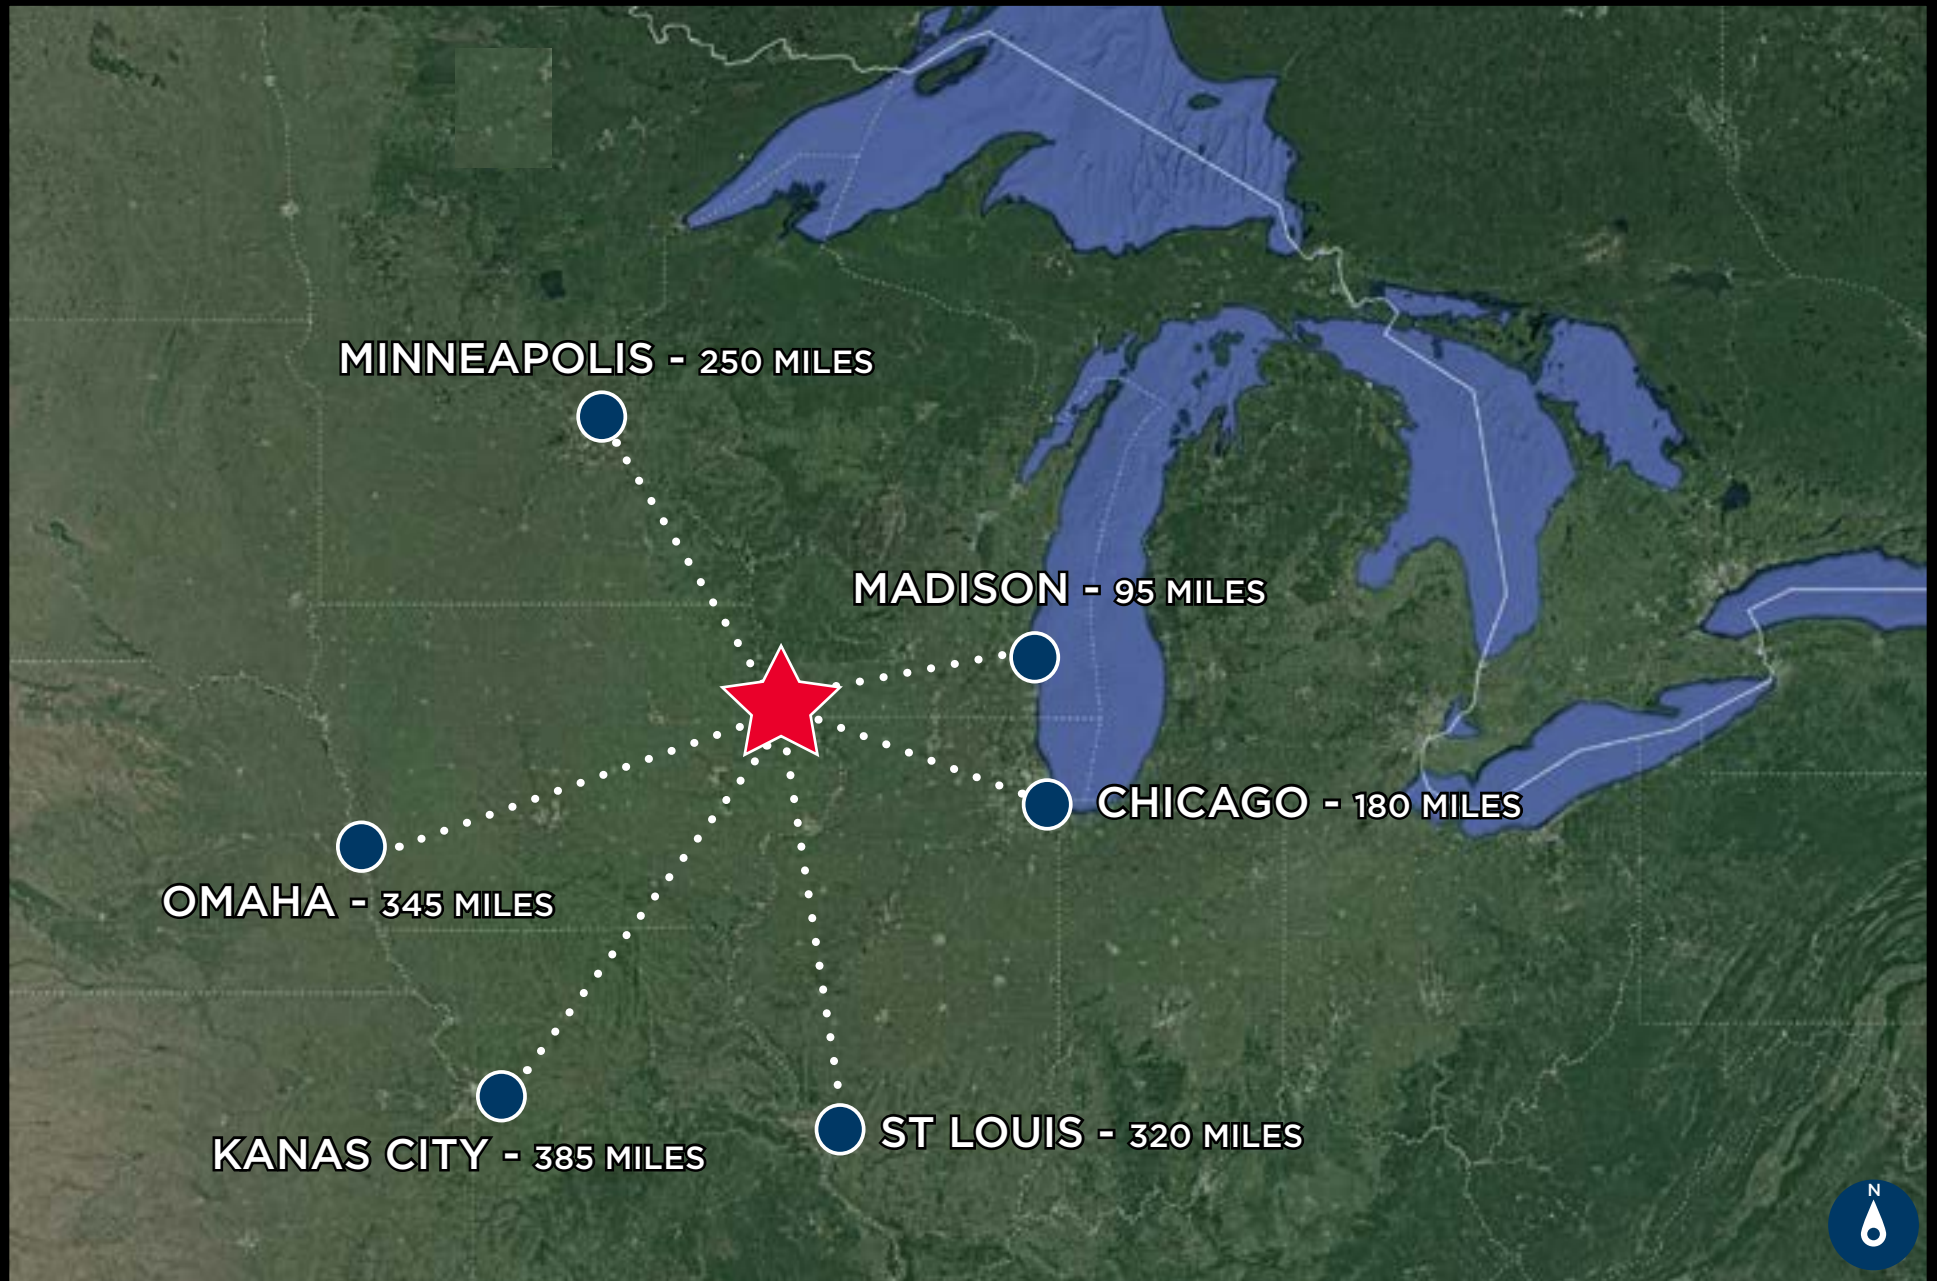 MINNEAPOLIS - 250 MILES
MADISON - 95 MILES
CHICAGO - 180 MILES
OMAHA - 345 MILES
ST LOUIS - 320 MILES
KANAS CITY - 385 MILES
N